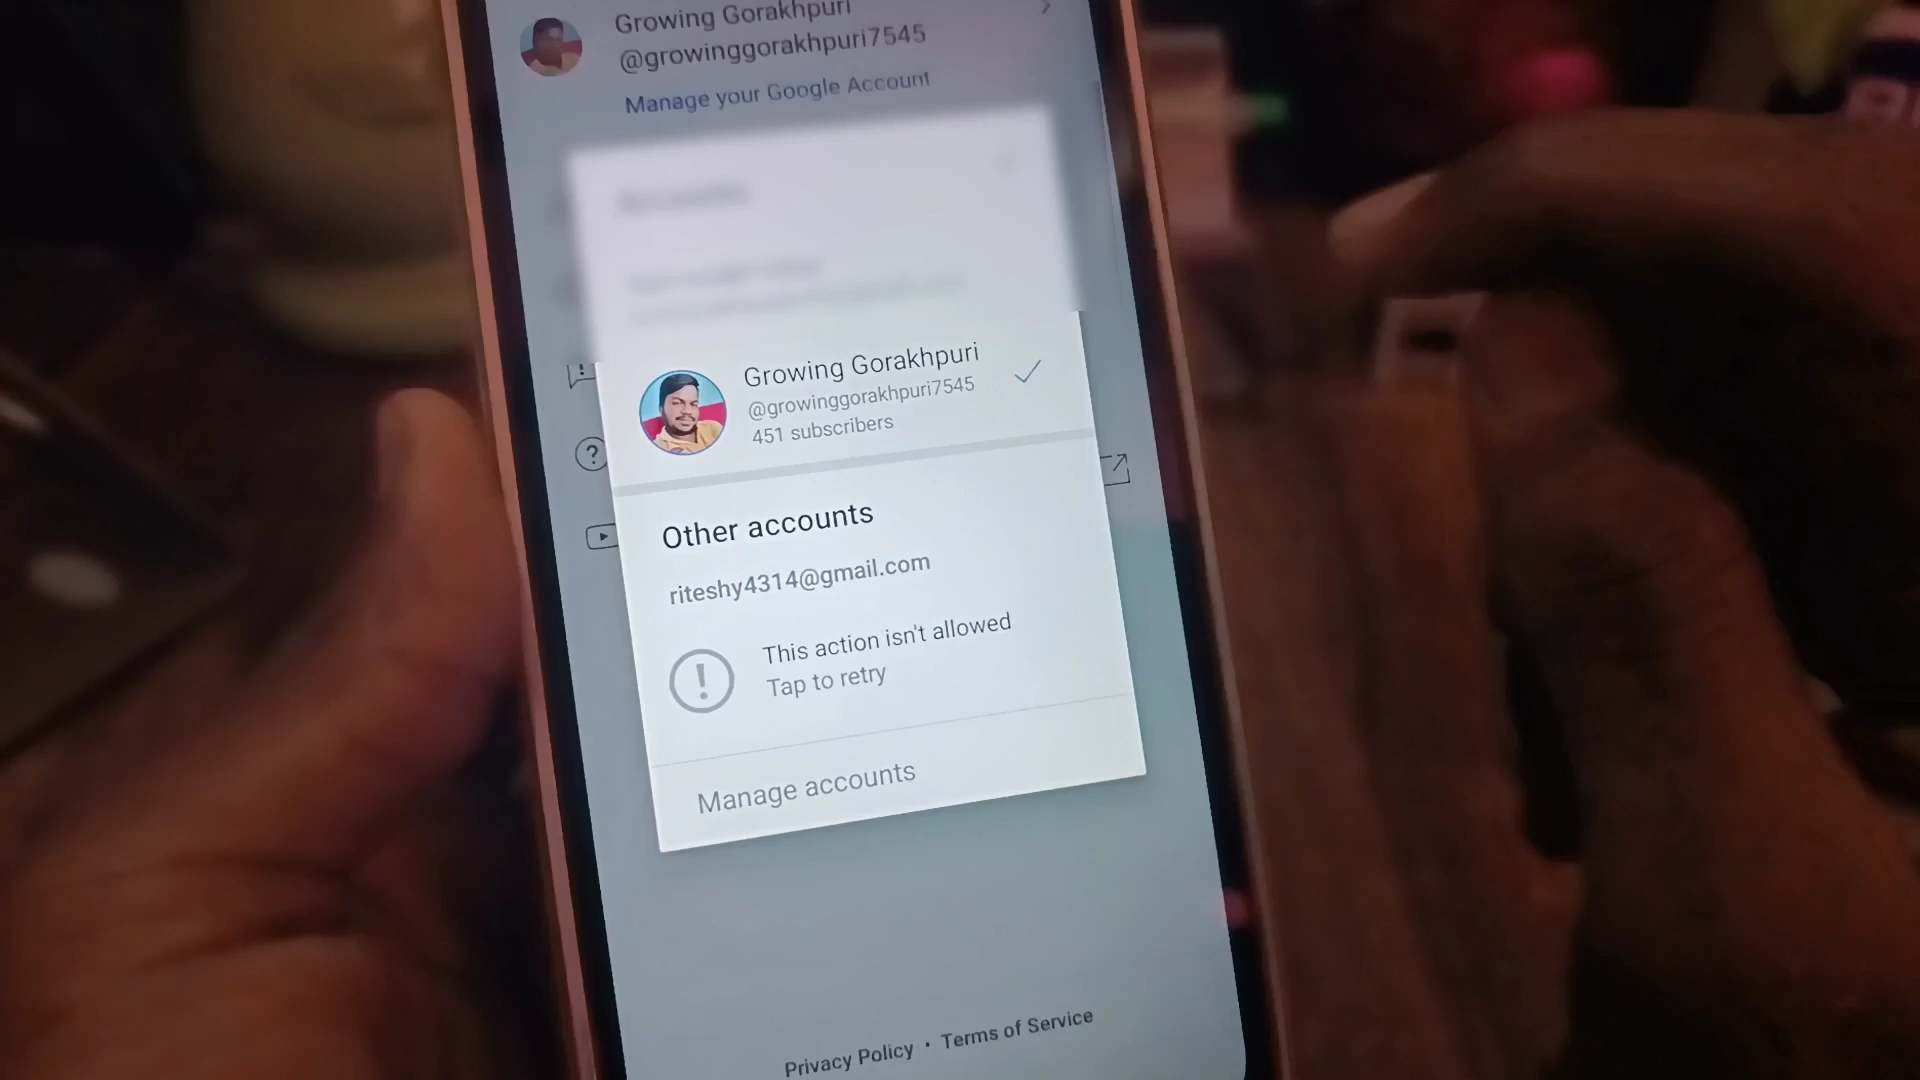 Growing Gorakhpuri
@growinggorakhpuri7545
Manage your Google Account
Growing Gorakhpuri
@growinggorakhpuri7545
451 subscribers
Other accounts
riteshy4314@gmail.com
This action isn't allowed
Tap to retry
Manage accounts
Privacy Policy • Terms of Service